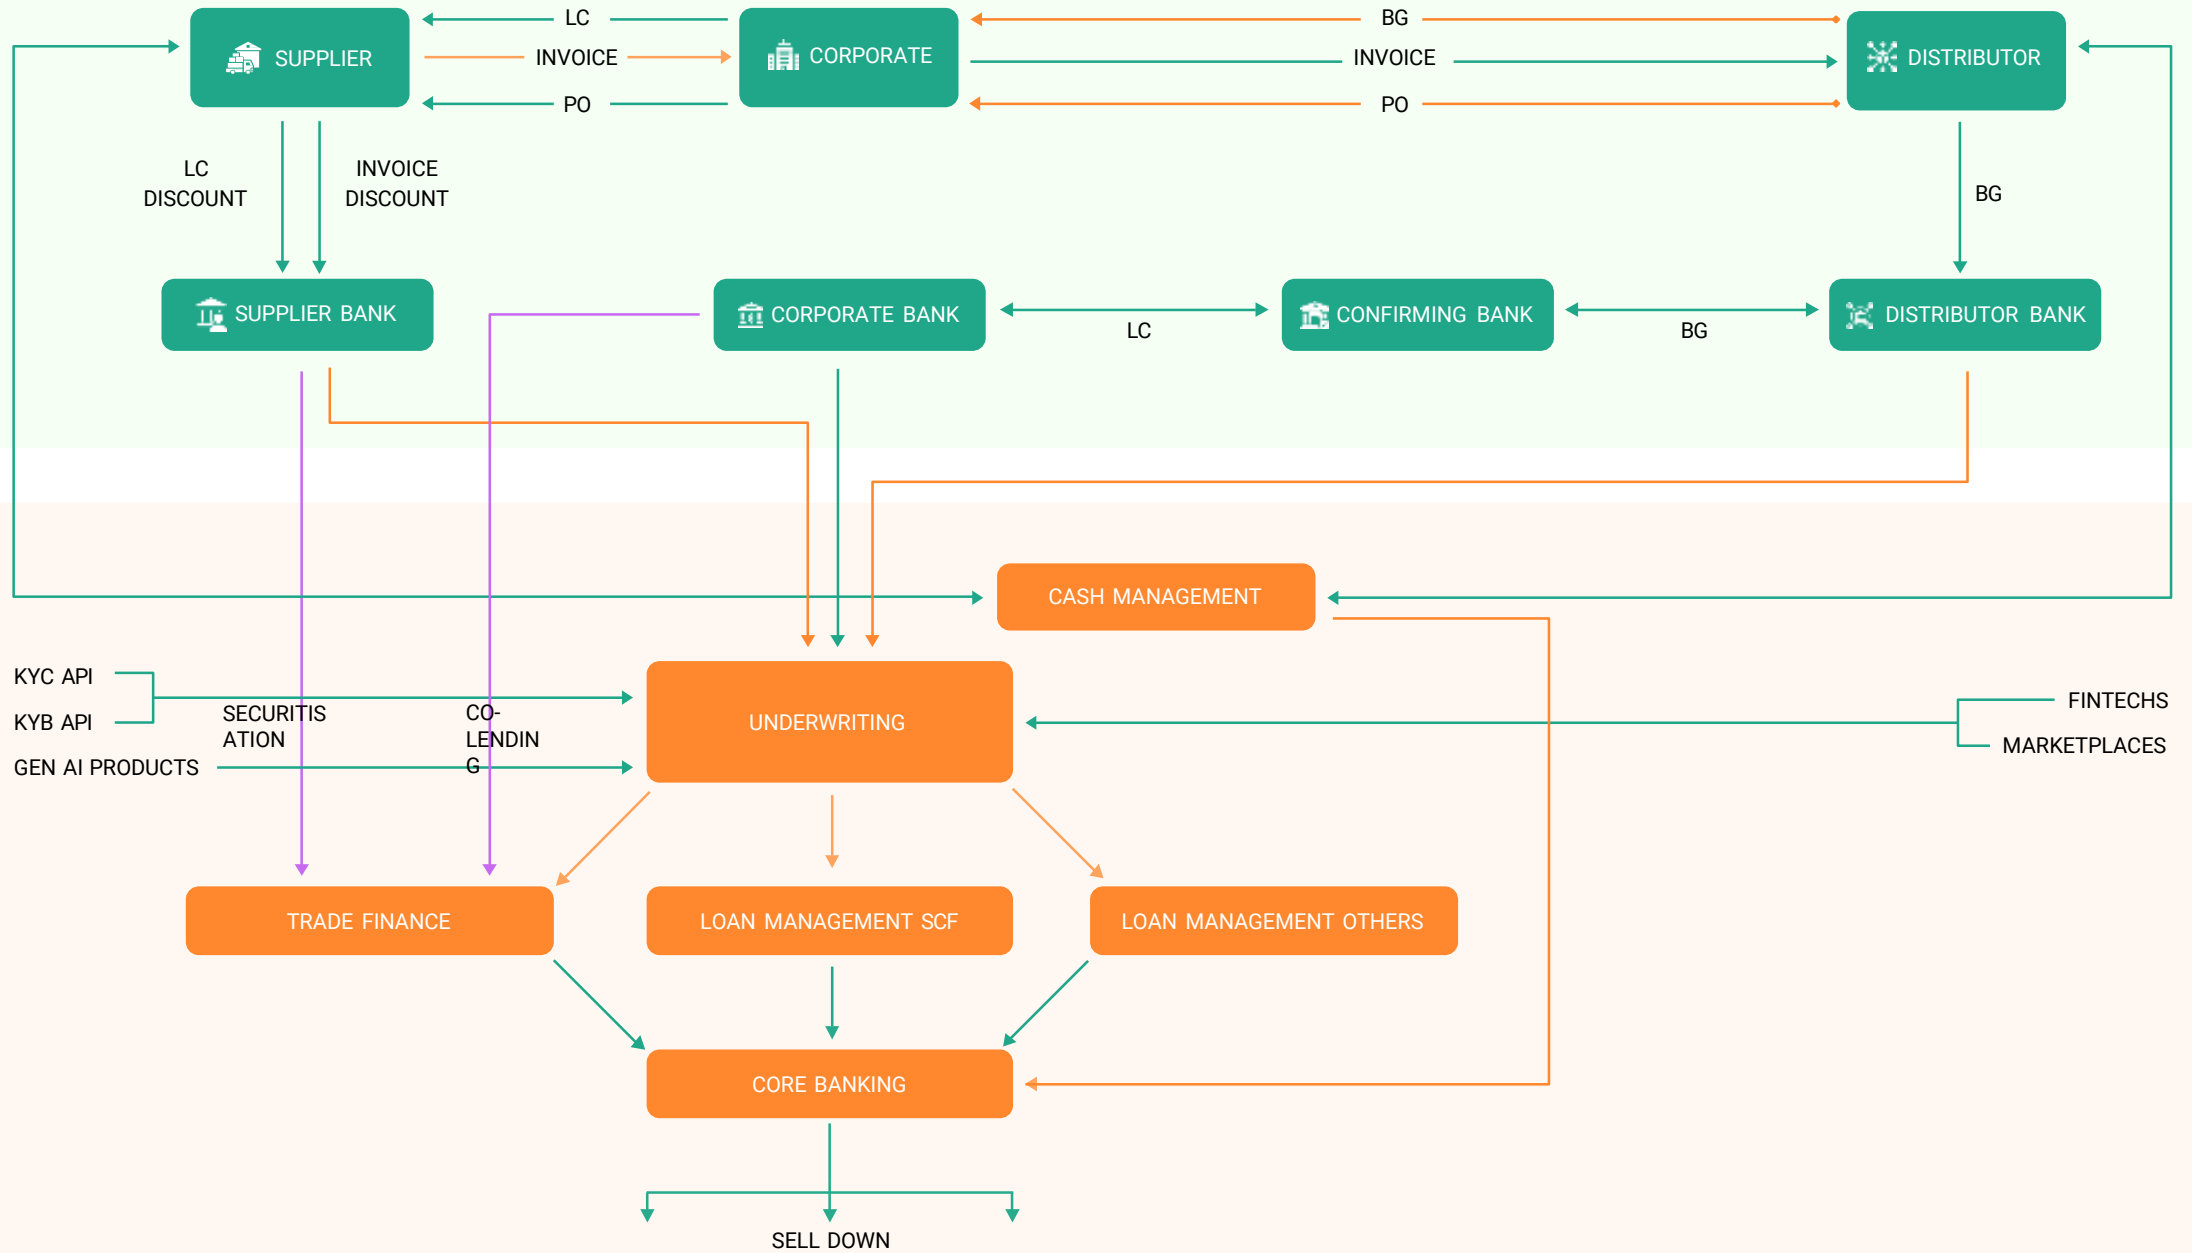 LC
BG
SUPPLIER
INVOICE
CORPORATE
INVOICE
DISTRIBUTOR
PO
PO
LC
DISCOUNT
INVOICE
DISCOUNT
BG
SUPPLIER BANK
CORPORATE BANK
LC
CONFIRMING BANK
BG
DISTRIBUTOR BANK
CASH MANAGEMENT
KYC API
KYB API
GEN AI PRODUCTS
SECURITIS
ATION
CO-
LENDIN
G
UNDERWRITING
FINTECHS
MARKETPLACES
TRADE FINANCE
LOAN MANAGEMENT SCF
LOAN MANAGEMENT OTHERS
CORE BANKING
SELL DOWN